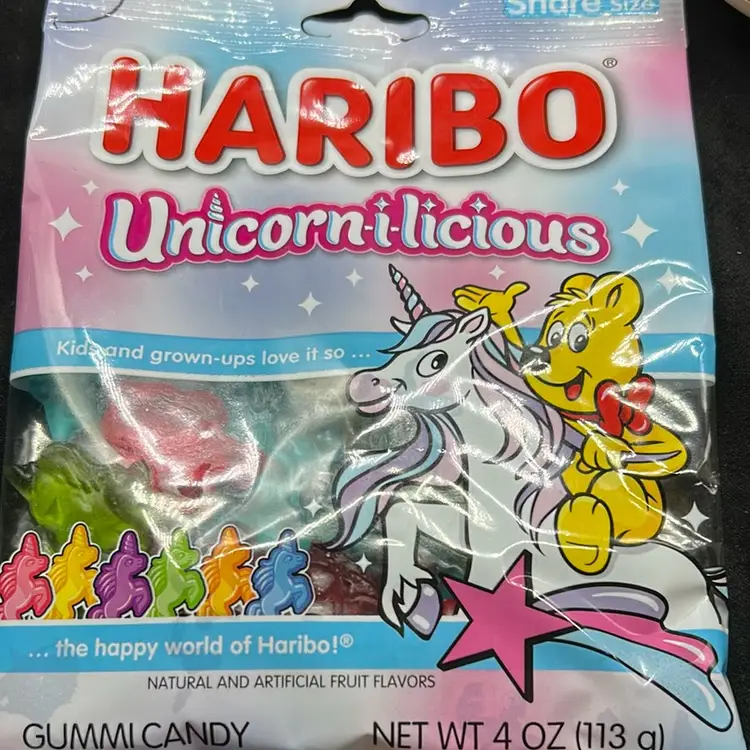 Share Size
HARIBO®
Unicorn-i-licious
Kids and grown-ups love it so ...
... the happy world of Haribo!®
NATURAL AND ARTIFICIAL FRUIT FLAVORS
GUMMI CANDY NET WT 4 OZ (113 g)